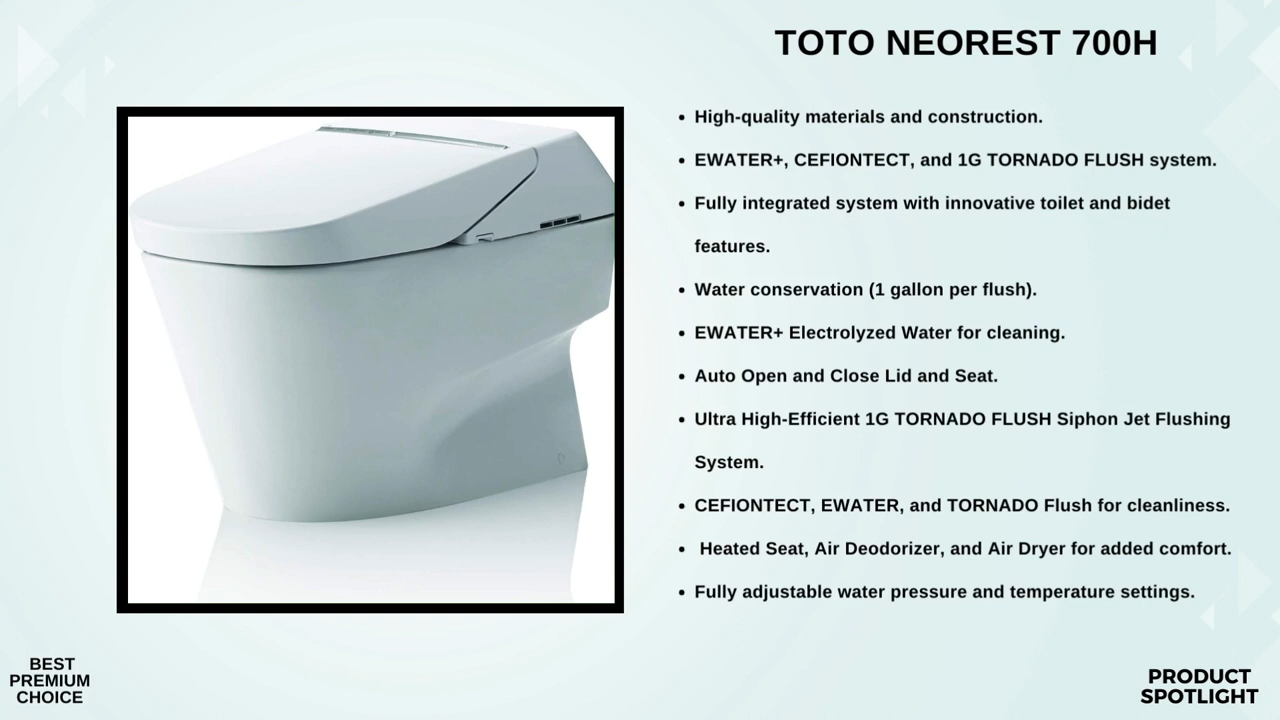 TOTO NEOREST 700H
• High-quality materials and construction.
• EWATER+, CEFIONTECT, and 1G TORNADO FLUSH system.
• Fully integrated system with innovative toilet and bidet
features.
• Water conservation (1 gallon per flush).
• EWATER+ Electrolyzed Water for cleaning.
• Auto Open and Close Lid and Seat.
• Ultra High-Efficient 1G TORNADO FLUSH Siphon Jet Flushing
System.
• CEFIONTECT, EWATER, and TORNADO Flush for cleanliness.
• Heated Seat, Air Deodorizer, and Air Dryer for added comfort.
• Fully adjustable water pressure and temperature settings.
BEST
PREMIUM
CHOICE
PRODUCT
SPOTLIGHT